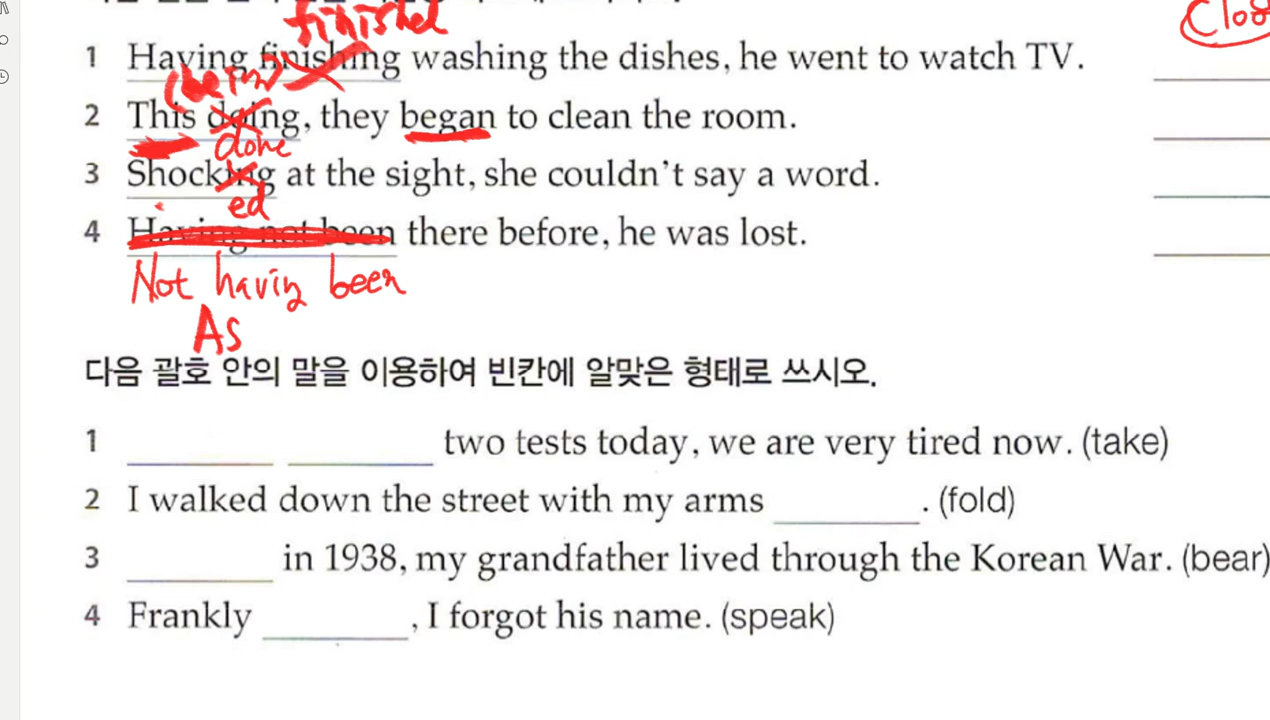 finished
Cloo
1 Having finishing washing the dishes, he went to watch TV.
(being)
2 This doing, they began to clean the room.
done
3 Shocking at the sight, she couldn't say a word.
ed
4 Having not been there before, he was lost.
Not having been
As
다음 괄호 안의 말을 이용하여 빈칸에 알맞은 형태로 쓰시오.
1 two tests today, we are very tired now. (take)
2 I walked down the street with my arms . (fold)
3 in 1938, my grandfather lived through the Korean War. (bear)
4 Frankly , I forgot his name. (speak)